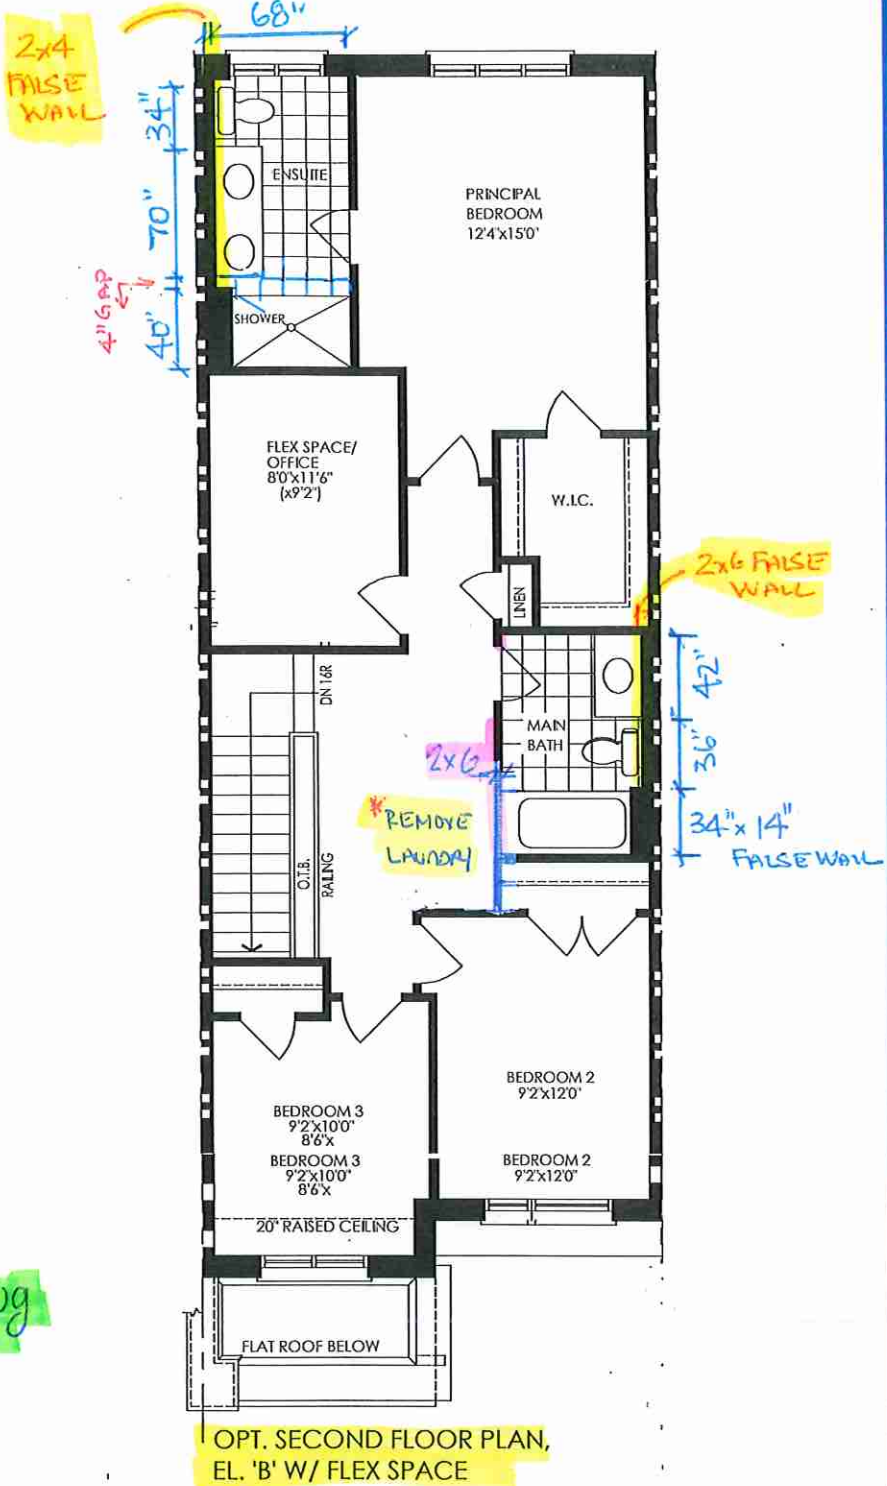 68"
2x4
FALSE
WALL
34"
70"
4" GAP
40"
ENSUITE
PRINCIPAL
BEDROOM
12'4"x15'0"
SHOWER
FLEX SPACE/
OFFICE
8'0"x11'6"
(x9'2")
W.I.C.
LINEN
2x6 FALSE
WALL
DN 16R
MAIN
BATH
42"
36"
34" x 14"
FALSE WALL
2x6
* REMOVE
LAUNDRY
O.T.B.
RAILING
BEDROOM 2
9'2"x12'0"
BEDROOM 3
9'2"x10'0"
8'6"x
BEDROOM 3
9'2"x10'0"
8'6"x
BEDROOM 2
9'2"x12'0"
20" RAISED CEILING
FLAT ROOF BELOW
OPT. SECOND FLOOR PLAN,
EL. 'B' W/ FLEX SPACE